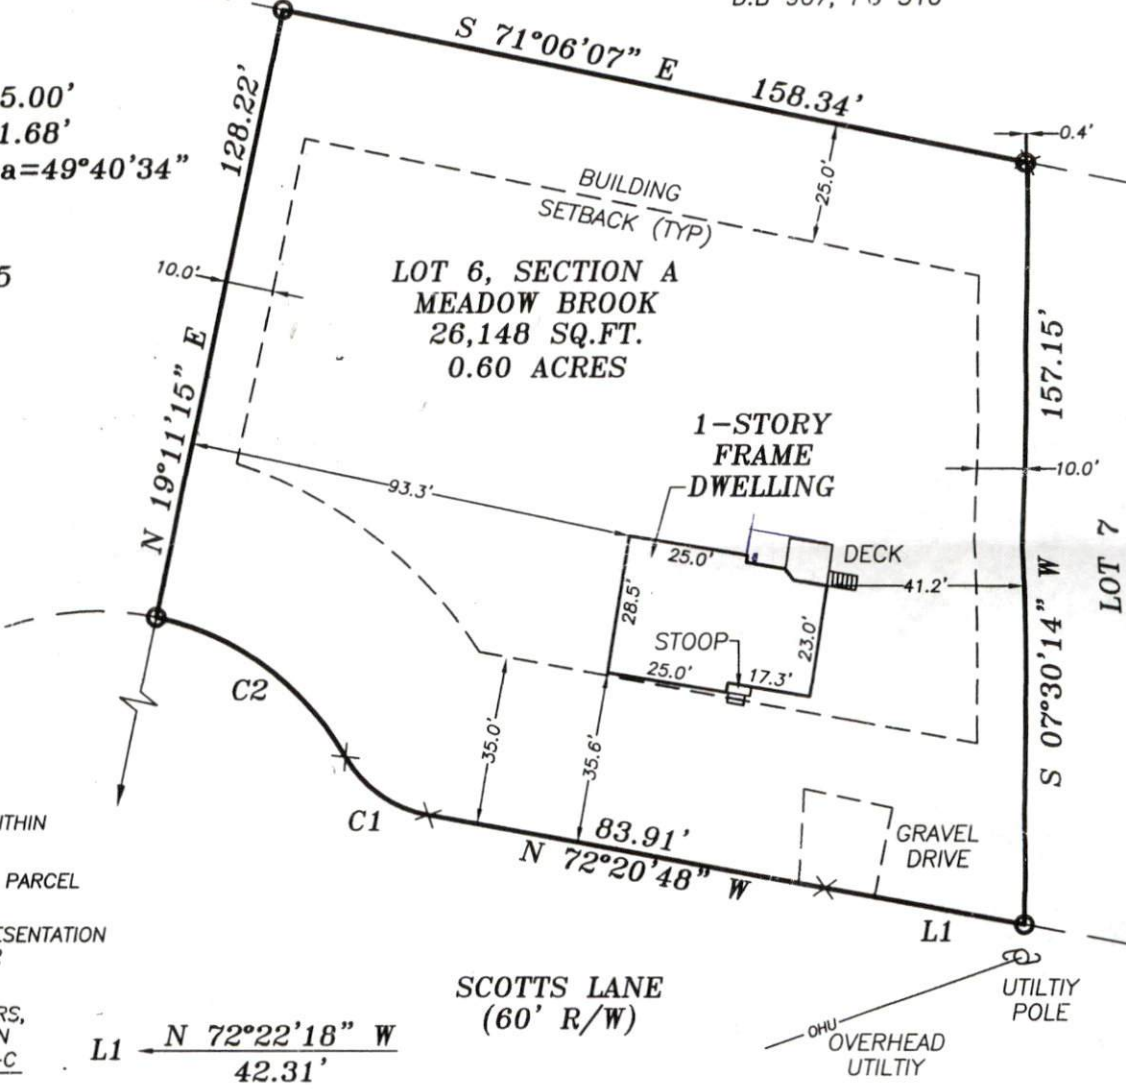 S 71°06'07" E
158.34'
5.00'
1.68'
a=49°40'34"
128.22'
0.4'
25.0'
BUILDING
SETBACK (TYP)
10.0'
5
LOT 6, SECTION A
MEADOW BROOK
26,148 SQ.FT.
0.60 ACRES
157.15'
N 19°11'15" E
1-STORY
FRAME
DWELLING
93.3'
10.0'
25.0'
DECK
41.2'
LOT 7
28.5'
STOOP
23.0'
25.0'
17.3'
S 07°30'14" W
C2
35.0'
35.6'
C1
83.91'
N 72°20'48" W
GRAVEL
DRIVE
ITHIN
PARCEL
ESENTATION
L1
SCOTTS LANE
(60' R/W)
UTILTIY
POLE
OHU
OVERHEAD
UTILTIY
RS,
N
-C
L1
N 72°22'18" W
42.31'